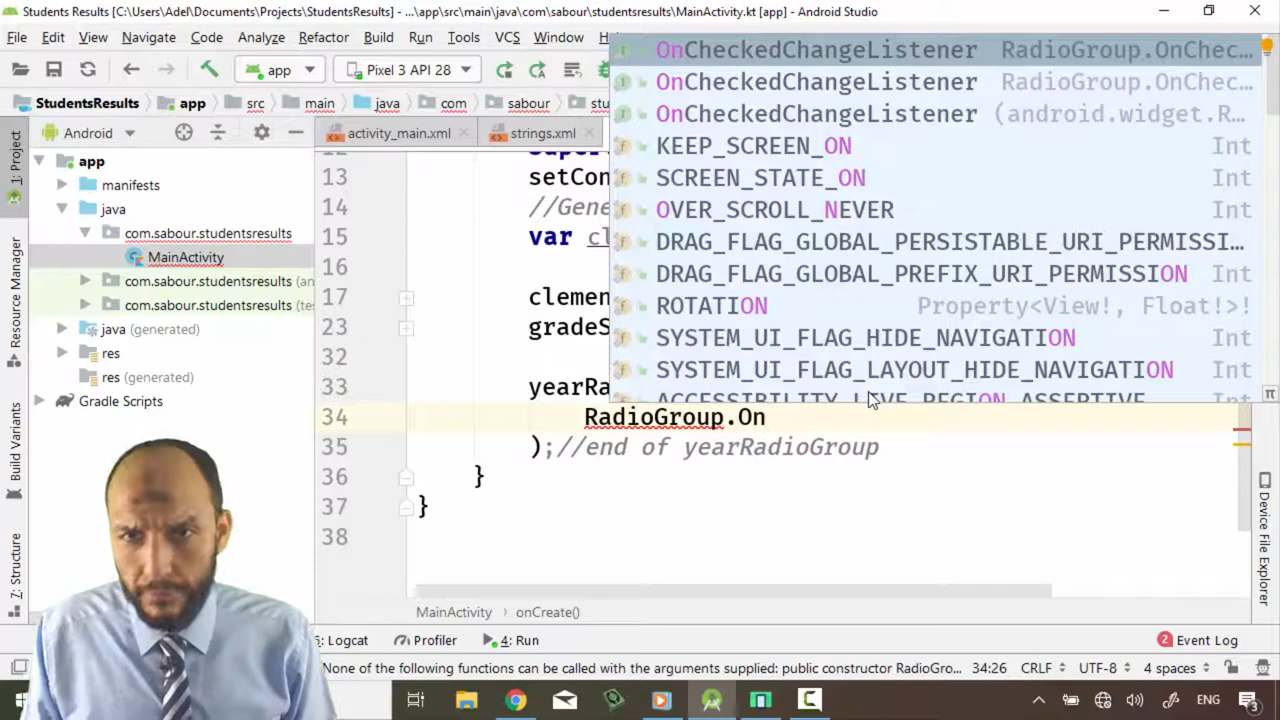 Students Results [C:\Users\Adel\Documents\Projects\StudentsResults] - ...\app\src\main\java\com\sabour\studentsresults\MainActivity.kt [app] - Android Studio
File Edit View Navigate Code Analyze Refactor Build Run Tools VCS Window
app Pixel 3 API 28
StudentsResults app src main java com sabour
Android
activity_main.xml strings.xml
1: Project
Resource Manager
Build Variants
Z: Structure
app
manifests
java
com.sabour.studentsresults
MainActivity
com.sabour.studentsresults
com.sabour.studentsresults
java (generated)
res
res (generated)
Gradle Scripts
OnCheckedChangeListener RadioGroup.OnChec...
OnCheckedChangeListener RadioGroup.OnChec...
OnCheckedChangeListener (android.widget.R...
KEEP_SCREEN_ON Int
SCREEN_STATE_ON Int
OVER_SCROLL_NEVER Int
DRAG_FLAG_GLOBAL_PERSISTABLE_URI_PERMISSI...
DRAG_FLAG_GLOBAL_PREFIX_URI_PERMISSION Int
ROTATION Property<View!, Float!>!
SYSTEM_UI_FLAG_HIDE_NAVIGATION Int
SYSTEM_UI_FLAG_LAYOUT_HIDE_NAVIGATION Int
13 setCon
14 //Gene
15 var cl
16
17 clemen
23 gradeS
32
33 yearRa
34 RadioGroup.On
35 );//end of yearRadioGroup
36 }
37 }
38
Device File Explorer
MainActivity onCreate()
Logcat Profiler 4: Run 2 Event Log
None of the following functions can be called with the arguments supplied: public constructor RadioGro... 34:26 CRLF UTF-8 4 spaces
ENG 3